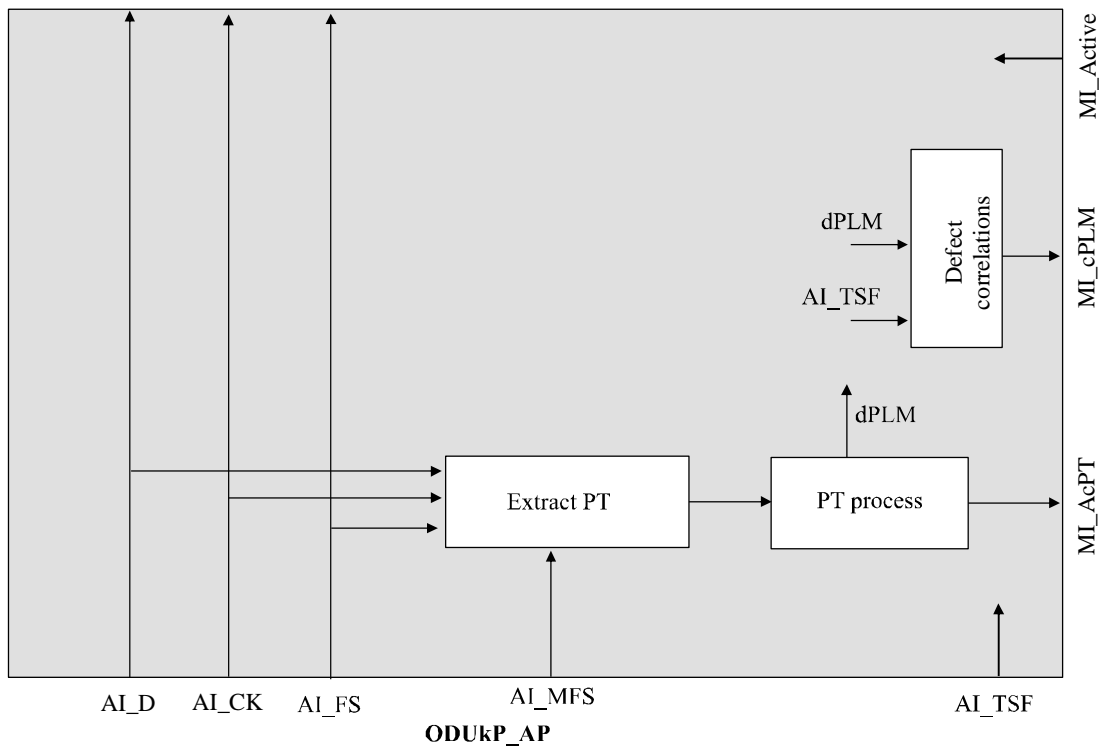 MI_Active
dPLM
Defect
correlations
MI_cPLM
AI_TSF
dPLM
Extract PT
PT process
MI_AcPT
AI_D
AI_CK
AI_FS
AI_MFS
AI_TSF
ODUkP_AP